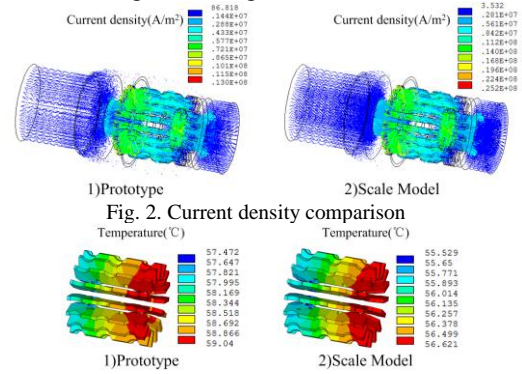 Current density(A/m²)
86.818
.144E+07
.288E+07
.433E+07
.577E+07
.721E+07
.865E+07
.101E+08
.115E+08
.130E+08
1)Prototype
Current density(A/m²)
3.532
.281E+07
.561E+07
.842E+07
.112E+08
.140E+08
.168E+08
.196E+08
.224E+08
.252E+08
2)Scale Model
Fig. 2. Current density comparison
Temperature(℃)
57.472
57.647
57.821
57.995
58.169
58.344
58.518
58.692
58.866
59.04
1)Prototype
Temperature(℃)
55.529
55.65
55.771
55.893
56.014
56.135
56.257
56.378
56.499
56.621
2)Scale Model